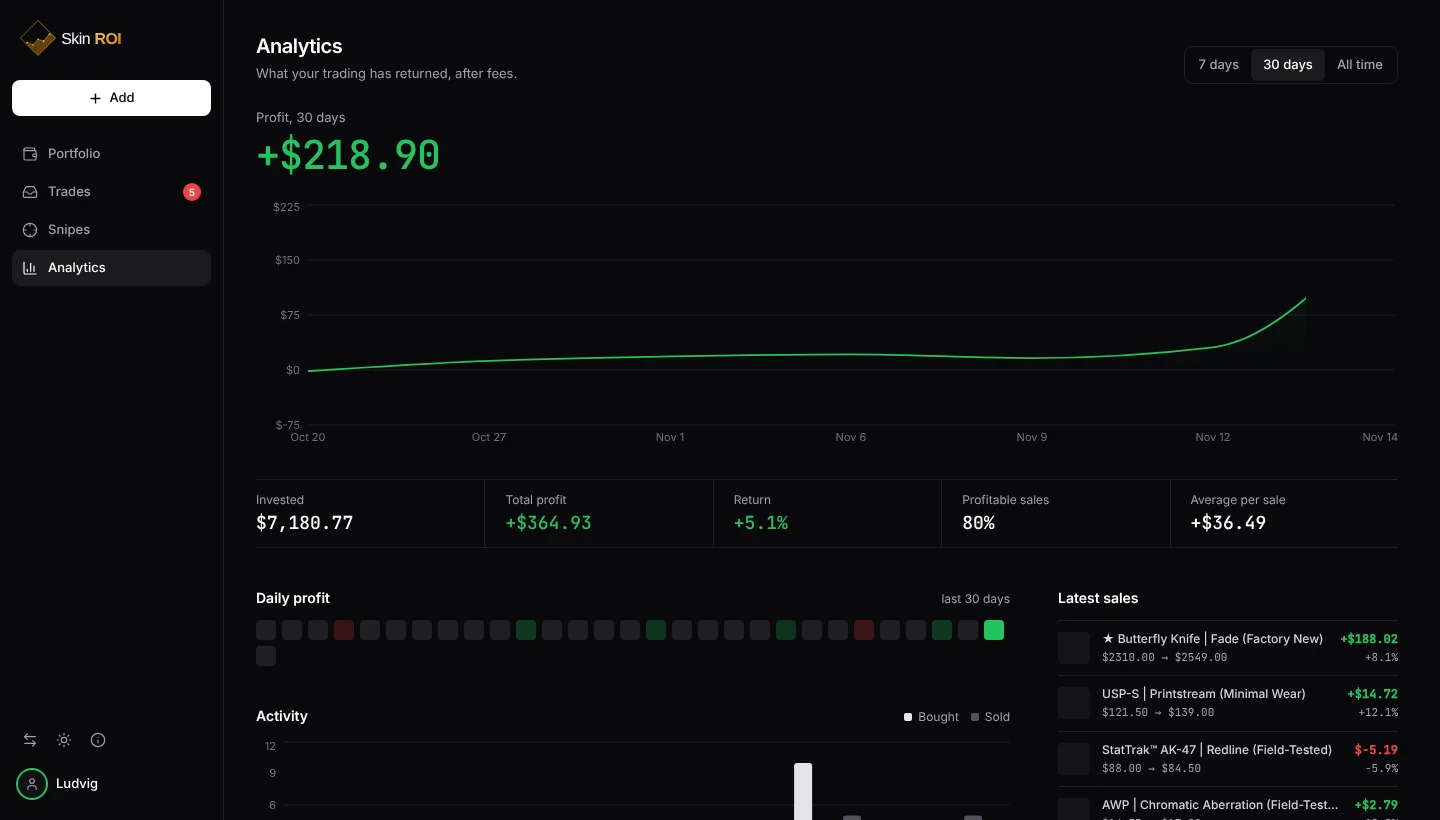 Skin ROI
+ Add
Portfolio
Trades
5
Snipes
Analytics
Ludvig
Analytics
What your trading has returned, after fees.
7 days
30 days
All time
Profit, 30 days
+$218.90
$225
$150
$75
$0
$-75
Oct 20
Oct 27
Nov 1
Nov 6
Nov 9
Nov 12
Nov 14
Invested
$7,180.77
Total profit
+$364.93
Return
+5.1%
Profitable sales
80%
Average per sale
+$36.49
Daily profit
last 30 days
Activity
Bought
Sold
12
9
6
Latest sales
★ Butterfly Knife | Fade (Factory New)
+$188.02
$2310.00 → $2549.00
+8.1%
USP-S | Printstream (Minimal Wear)
+$14.72
$121.50 → $139.00
+12.1%
StatTrak™ AK-47 | Redline (Field-Tested)
$-5.19
$88.00 → $84.50
-5.9%
AWP | Chromatic Aberration (Field-Test...
+$2.79